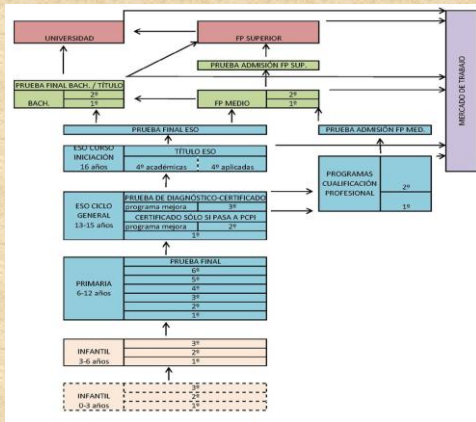 UNIVERSIDAD
FP SUPERIOR
MERCADO DE TRABAJO
PRUEBA ADMISIÓN FP SUP.
PRUEBA FINAL BACH. / TÍTULO
BACH.
2º
1º
FP MEDIO
2º
1º
PRUEBA FINAL ESO
PRUEBA ADMISIÓN FP MED.
ESO CURSO
INICIACIÓN
16 años
TÍTULO ESO
4º académicas
4º aplicadas
ESO CICLO
GENERAL
13-15 años
PRUEBA DE DIAGNÓSTICO-CERTIFICADO
programa mejora
3º
CERTIFICADO SÓLO SI PASA A PCPI
programa mejora
2º
1º
PROGRAMAS
CUALIFICACIÓN
PROFESIONAL
2º
1º
PRIMARIA
6-12 años
PRUEBA FINAL
6º
5º
4º
3º
2º
1º
INFANTIL
3-6 años
3º
2º
1º
INFANTIL
0-3 años
3º
2º
1º